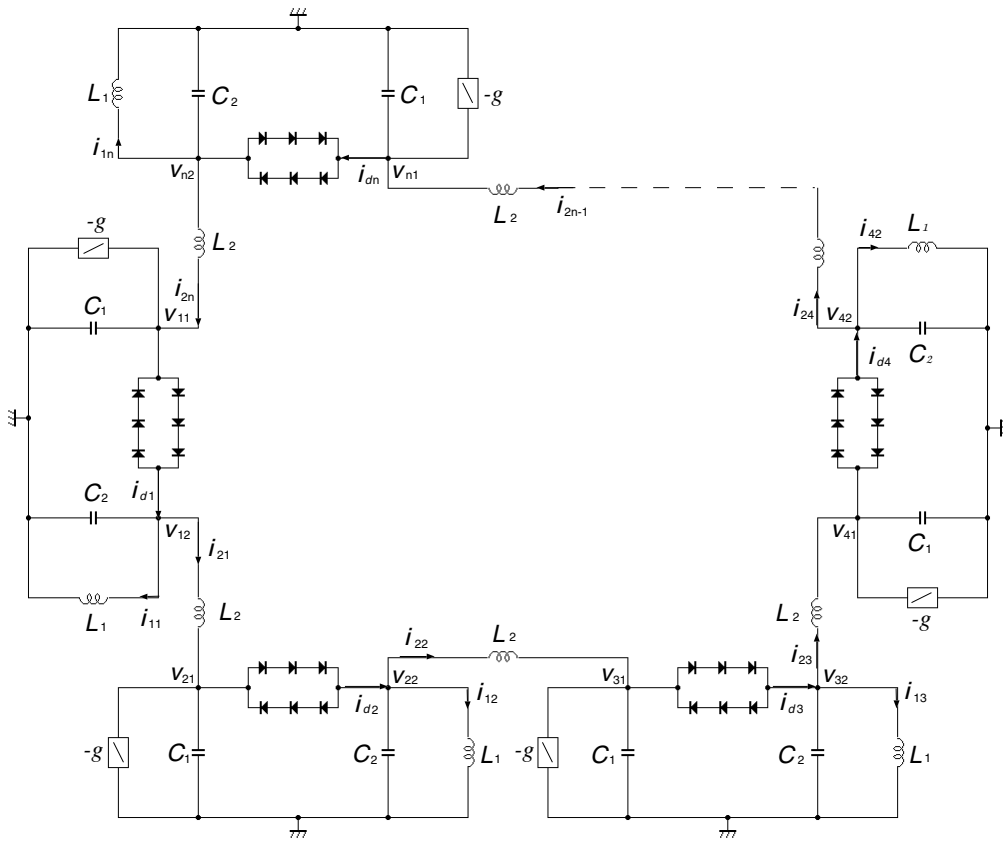 L1 C2 C1 -g
i1n vn2 idn vn1
L2 i2n-1
-g L2 i42 L1
i2n
C1 v11 i24 v42 C2
id4
id1
C2 v12 i21 v41 C1
L1 i11 L2 L2 -g
i22 L2 i23
v21 v22 v31 v32
id2 i12 id3 i13
-g C1 C2 L1 -g C1 C2 L1